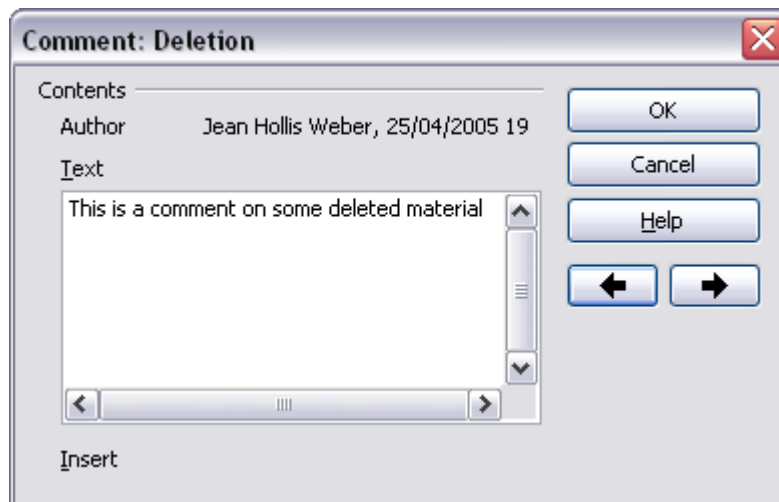 Comment: Deletion
Contents
Author Jean Hollis Weber, 25/04/2005 19
Text
This is a comment on some deleted material
Insert
OK
Cancel
Help